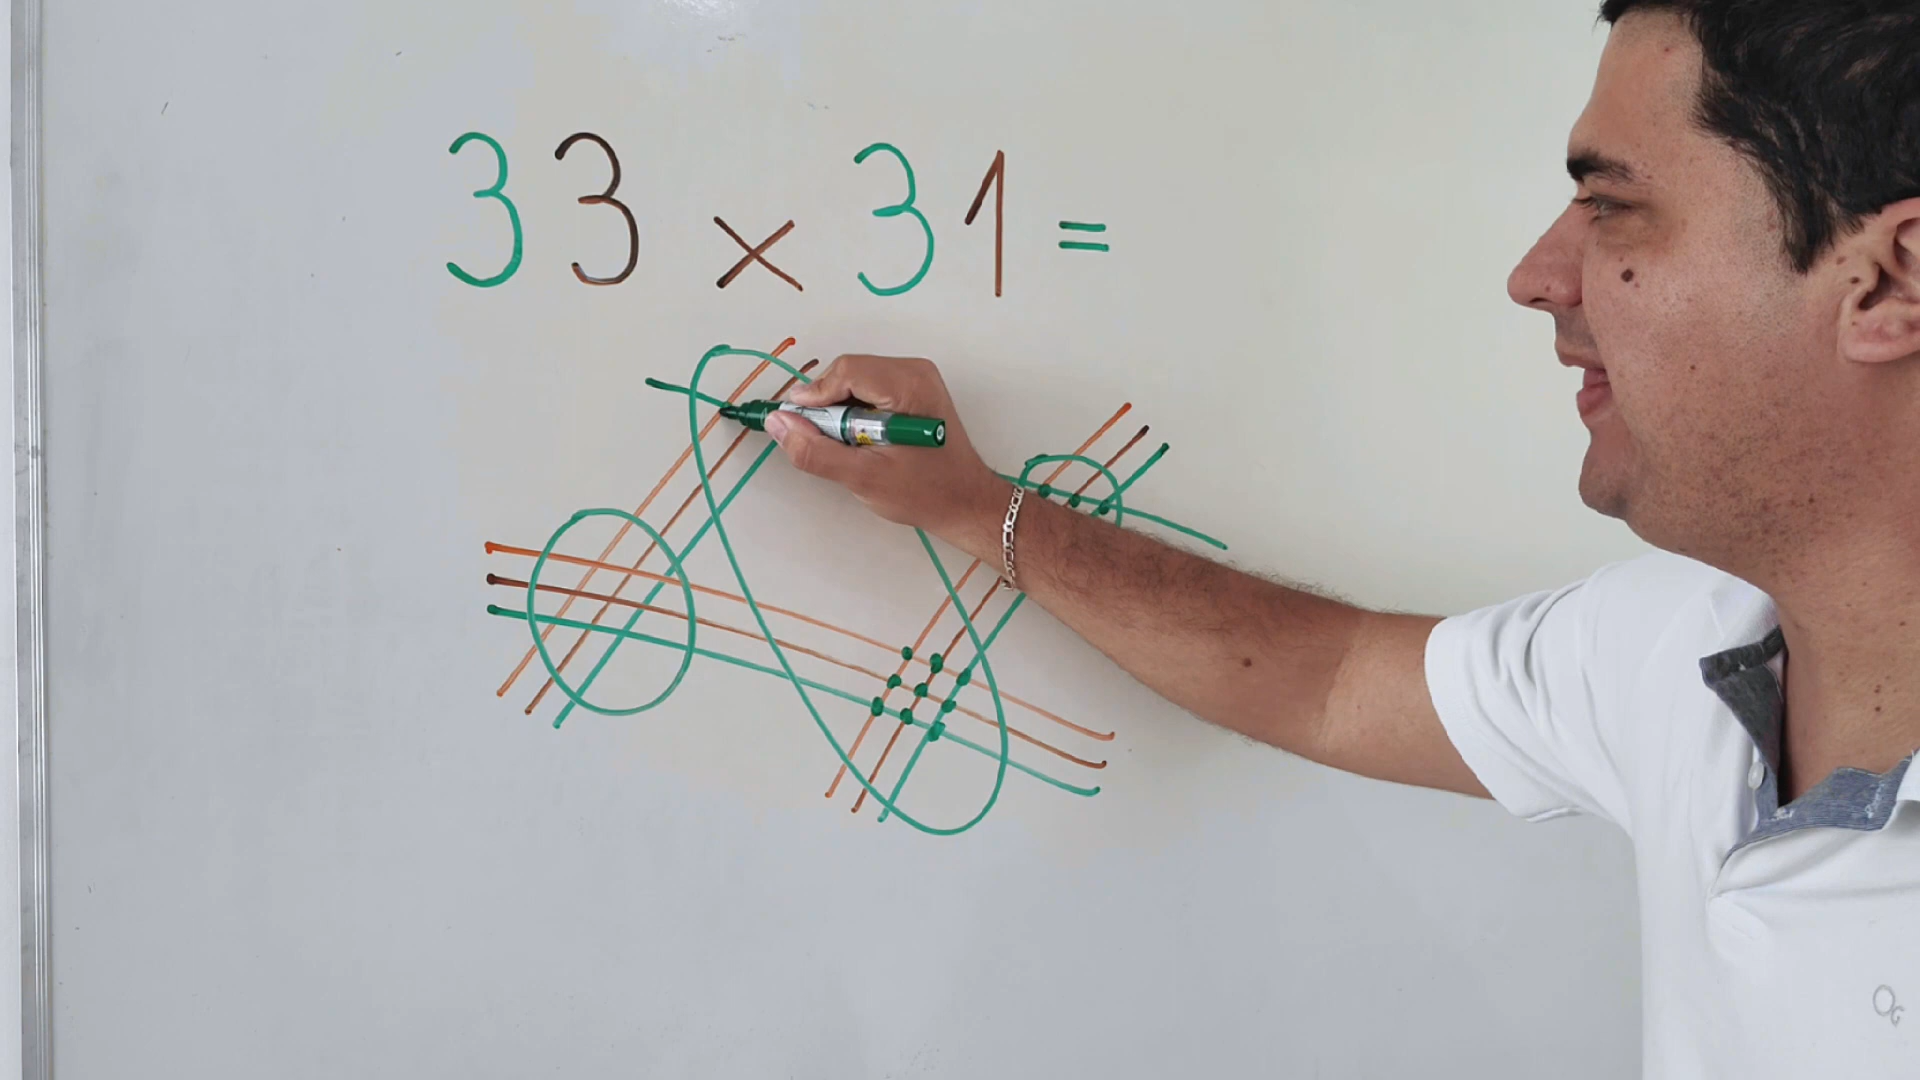 33 × 31 =